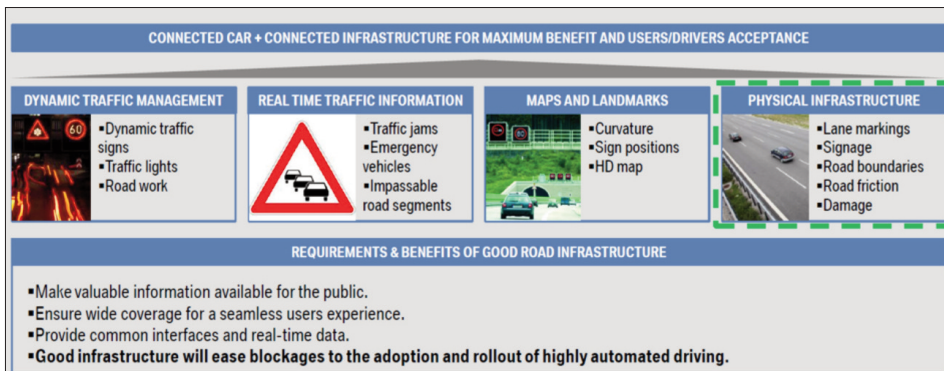 CONNECTED CAR + CONNECTED INFRASTRUCTURE FOR MAXIMUM BENEFIT AND USERS/DRIVERS ACCEPTANCE
DYNAMIC TRAFFIC MANAGEMENT
60
▪Dynamic traffic
signs
▪Traffic lights
▪Road work
REAL TIME TRAFFIC INFORMATION
▪Traffic jams
▪Emergency
vehicles
▪Impassable
road segments
MAPS AND LANDMARKS
▪Curvature
▪Sign positions
▪HD map
PHYSICAL INFRASTRUCTURE
▪Lane markings
▪Signage
▪Road boundaries
▪Road friction
▪Damage
REQUIREMENTS & BENEFITS OF GOOD ROAD INFRASTRUCTURE
▪Make valuable information available for the public.
▪Ensure wide coverage for a seamless users experience.
▪Provide common interfaces and real-time data.
▪Good infrastructure will ease blockages to the adoption and rollout of highly automated driving.